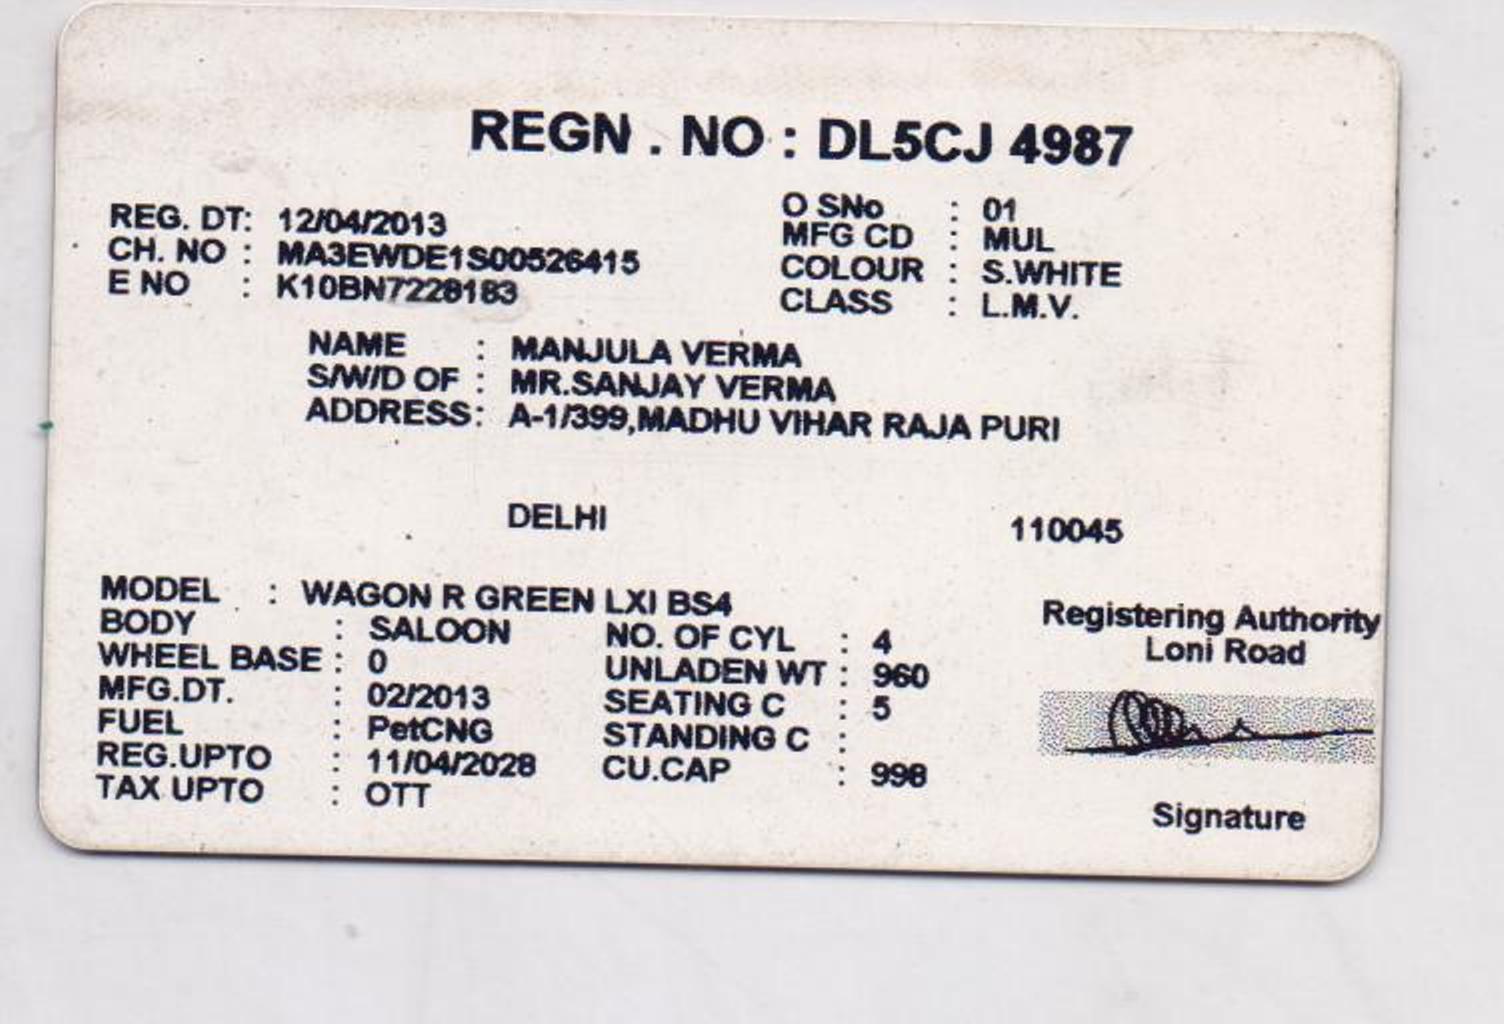 REGN . NO : DL5CJ 4987
REG. DT: 12/04/2013 O SNo : 01
CH. NO : MA3EWDE1S00526415 MFG CD : MUL
E NO : K10BN7228183 COLOUR : S.WHITE
CLASS : L.M.V.
NAME : MANJULA VERMA
S/W/D OF : MR.SANJAY VERMA
ADDRESS: A-1/399,MADHU VIHAR RAJA PURI
DELHI 110045
MODEL : WAGON R GREEN LXI BS4
BODY : SALOON NO. OF CYL : 4
WHEEL BASE : 0 UNLADEN WT : 960
MFG.DT. : 02/2013 SEATING C : 5
FUEL : PetCNG STANDING C :
REG.UPTO : 11/04/2028 CU.CAP : 998
TAX UPTO : OTT
Registering Authority
Loni Road
Signature